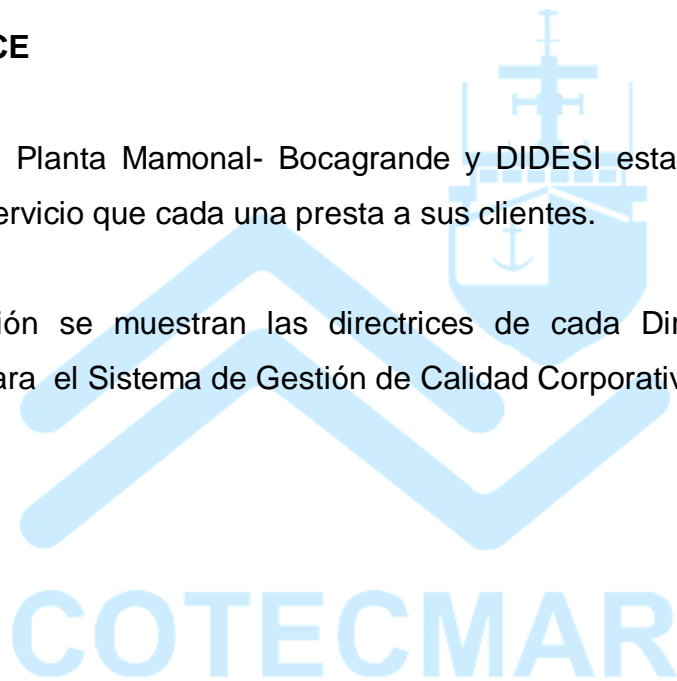 CE
Planta Mamonal- Bocagrande y DIDESI esta
ervicio que cada una presta a sus clientes.
ión se muestran las directrices de cada Dir
ara el Sistema de Gestión de Calidad Corporativ
COTECMAR